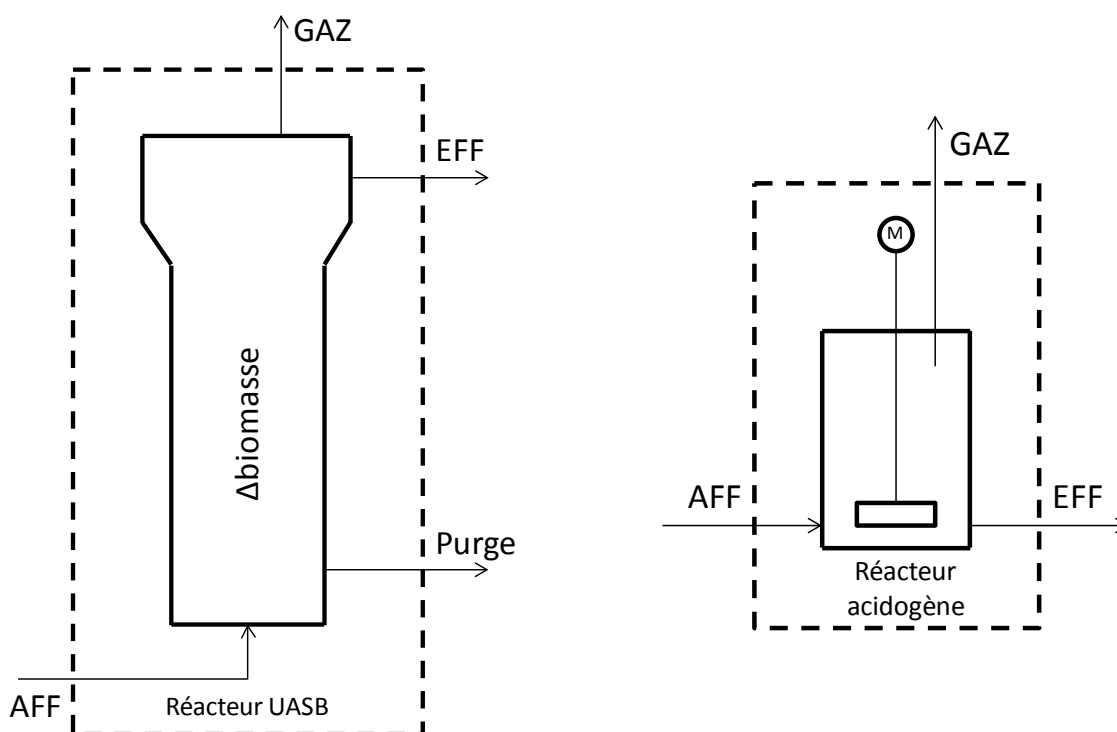 GAZ
EFF
Δbiomasse
Purge
AFF
Réacteur UASB
GAZ
M
AFF
EFF
Réacteur
acidogène